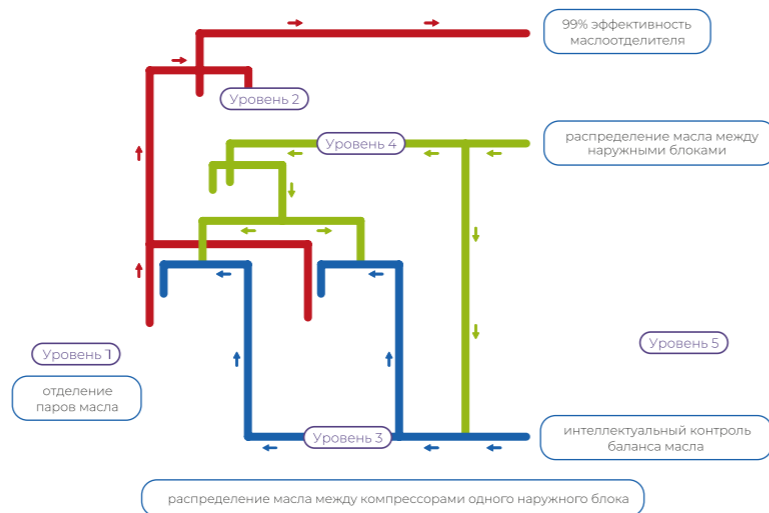 99% эффективность
маслоотделителя
Уровень 2
Уровень 4
распределение масла между
наружными блоками
Уровень 1
отделение
паров масла
Уровень 5
Уровень 3
интеллектуальный контроль
баланса масла
распределение масла между компрессорами одного наружного блока